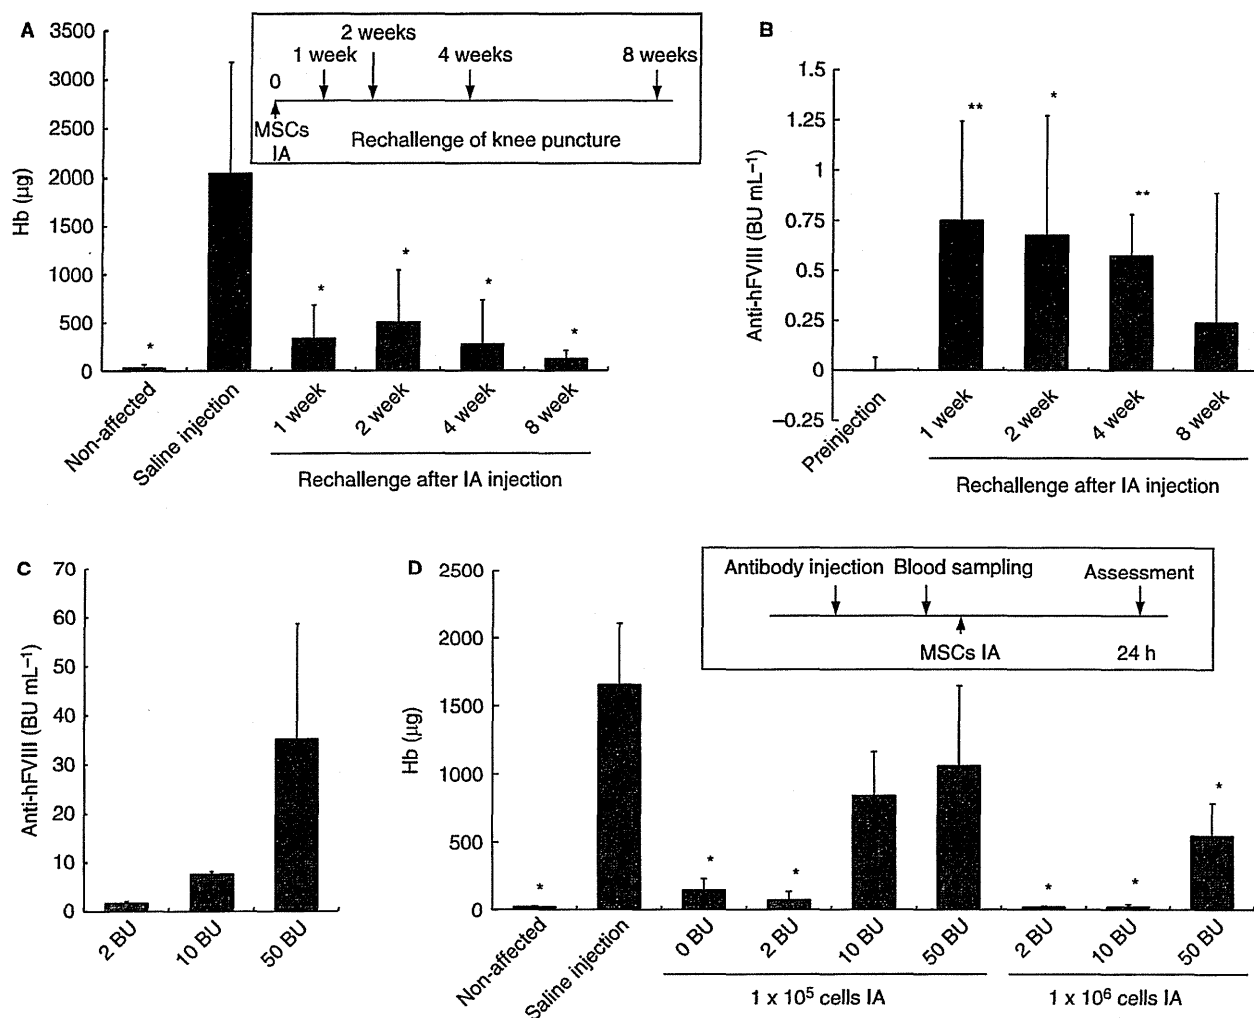 A
Hb (µg)
3500
3000
2500
2000
1500
1000
500
0
2 weeks
1 week
4 weeks
8 weeks
0
MSCs
IA
Rechallenge of knee puncture
*
*
*
*
*
Non-affected
Saline injection
1 week
2 week
4 week
8 week
Rechallenge after IA injection
B
Anti-hFVIII (BU mL⁻¹)
1.5
1.25
1
0.75
0.5
0.25
0
–0.25
**
*
**
Preinjection
1 week
2 week
4 week
8 week
Rechallenge after IA injection
C
Anti-hFVIII (BU mL⁻¹)
70
60
50
40
30
20
10
0
2 BU
10 BU
50 BU
D
Hb (µg)
2500
2000
1500
1000
500
0
Antibody injection
Blood sampling
Assessment
MSCs IA
24 h
*
*
*
*
*
*
Non-affected
Saline injection
0 BU
2 BU
10 BU
50 BU
2 BU
10 BU
50 BU
1 x 10⁵ cells IA
1 x 10⁶ cells IA